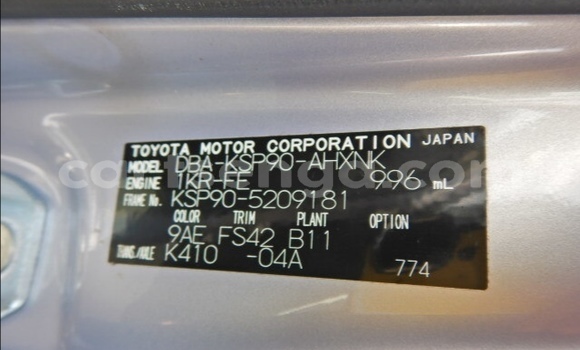 TOYOTA MOTOR CORPORATION JAPAN
MODEL DBA-KSP90-AHXNK
ENGINE 1KR-FE 996 mL
FRAME No. KSP90-5209181
COLOR TRIM PLANT OPTION
9AE FS42 B11
TRANS./AXLE K410 -04A
774